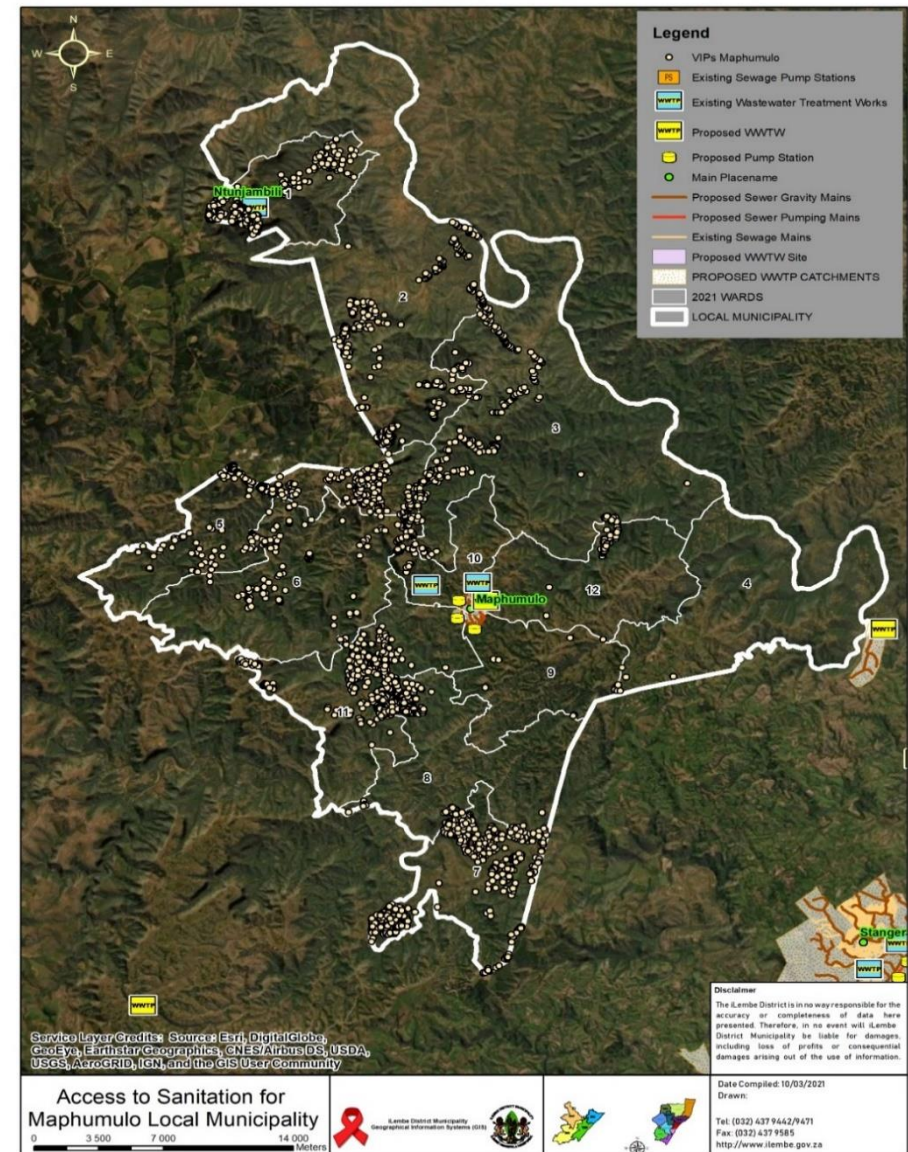 N
W E
S
Legend
VIPs Maphumulo
PS Existing Sewage Pump Stations
WWTP Existing Wastewater Treatment Works
WWTP Proposed WWTW
Proposed Pump Station
Main Placename
Proposed Sewer Gravity Mains
Proposed Sewer Pumping Mains
Existing Sewage Mains
Proposed WWTW Site
PROPOSED WWTP CATCHMENTS
2021 WARDS
LOCAL MUNICIPALITY
Ntunjambili
1
2
3
5
6
10
12
4
WWTP
WWTP
Maphumulo
WWTP
9
11
8
7
Stanger
WWTP
WWTP
Disclaimer
The iLembe District is in no way responsible for the
accuracy or completeness of data here
presented. Therefore, in no event will iLembe
District Municipality be liable for damages,
including loss of profits or consequential
damages arising out of the use of information.
Service Layer Credits: Source: Esri, DigitalGlobe,
GeoEye, Earthstar Geographics, CNES/Airbus DS, USDA,
USGS, AeroGRID, IGN, and the GIS User Community
Access to Sanitation for
Maphumulo Local Municipality
0 3 500 7 000 14 000
Meters
iLembe District Municipality
Geographical Information Systems (GIS)
Date Compiled: 10/03/2021
Drawn:
Tel: (032) 437 9442/9471
Fax: (032) 437 9585
http://www.ilembe.gov.za